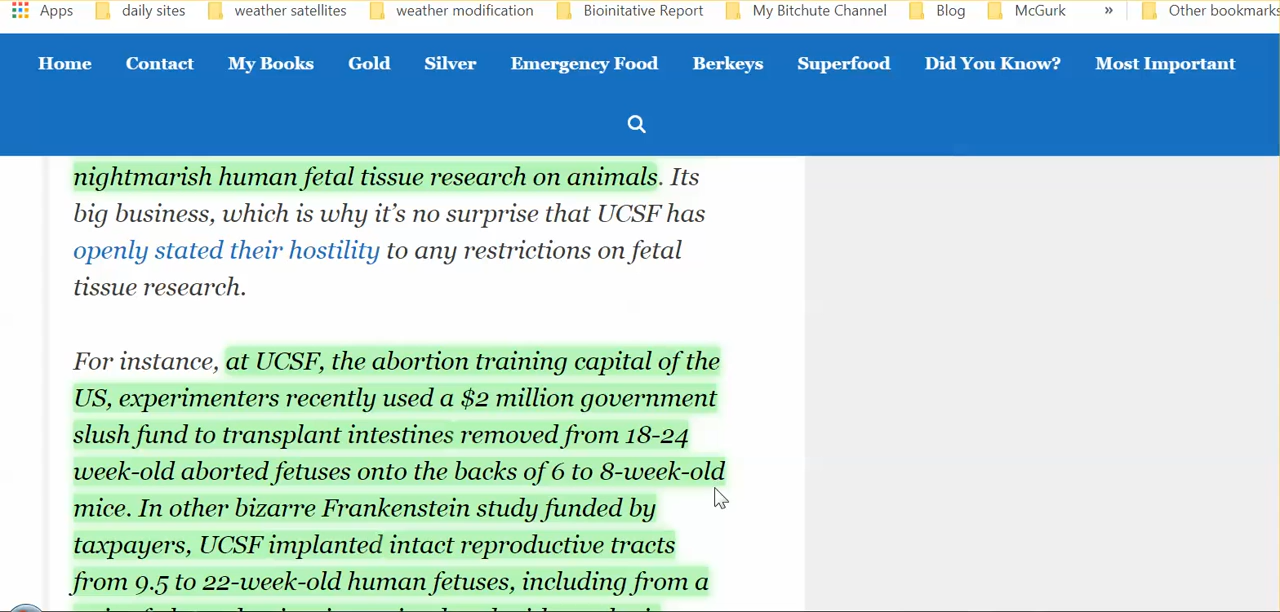 Apps daily sites weather satellites weather modification Bioinitative Report My Bitchute Channel Blog McGurk » Other bookmarks
Home Contact My Books Gold Silver Emergency Food Berkeys Superfood Did You Know? Most Important
nightmarish human fetal tissue research on animals. Its
big business, which is why it’s no surprise that UCSF has
openly stated their hostility to any restrictions on fetal
tissue research.
For instance, at UCSF, the abortion training capital of the
US, experimenters recently used a $2 million government
slush fund to transplant intestines removed from 18-24
week-old aborted fetuses onto the backs of 6 to 8-week-old
mice. In other bizarre Frankenstein study funded by
taxpayers, UCSF implanted intact reproductive tracts
from 9.5 to 22-week-old human fetuses, including from a